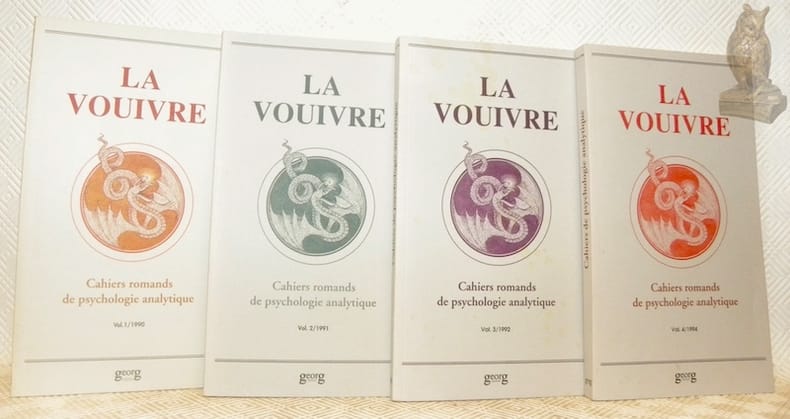 LA
VOUIVRE
Cahiers romands
de psychologie analytique
Vol.1/1990
georg
LA
VOUIVRE
Cahiers romands
de psychologie analytique
Vol. 2/1991
georg
LA
VOUIVRE
Cahiers romands
de psychologie analytique
Vol. 3/1992
georg
Cahiers de psychologie analytique
LA
VOUIVRE
Cahiers romands
de psychologie analytique
Vol. 4/1994
georg